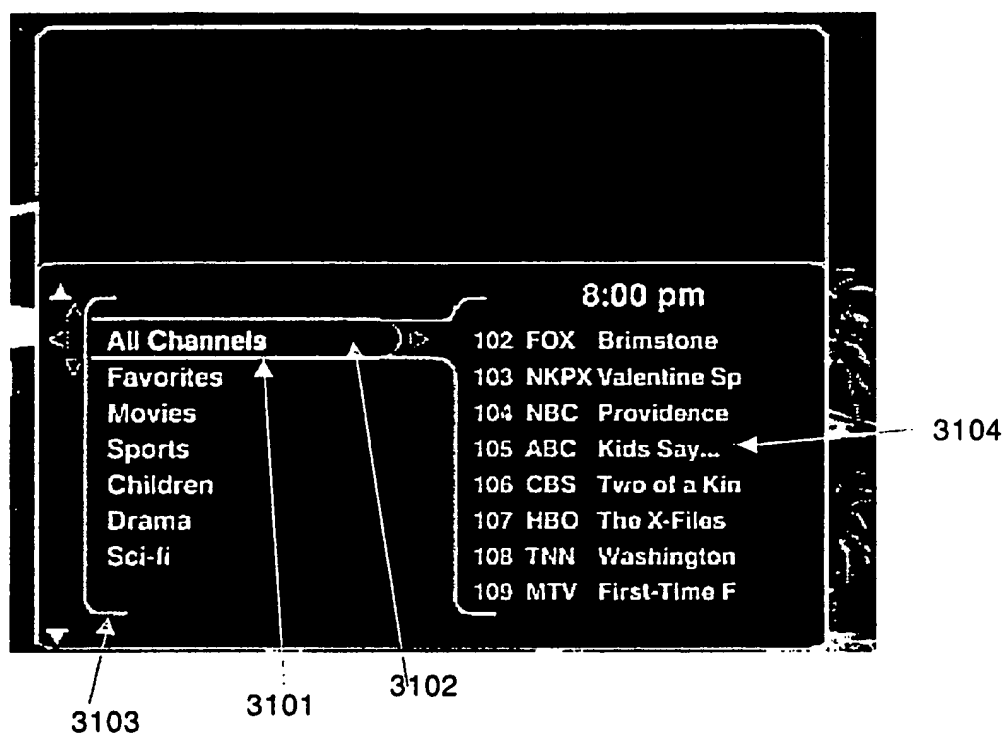 8:00 pm
All Channels
Favorites
Movies
Sports
Children
Drama
Sci-fi
102 FOX Brimstone
103 NKPX Valentine Sp
104 NBC Providence
105 ABC Kids Say...
106 CBS Two of a Kin
107 HBO The X-Files
108 TNN Washington
109 MTV First-Time F
3104
3103
3101
3102